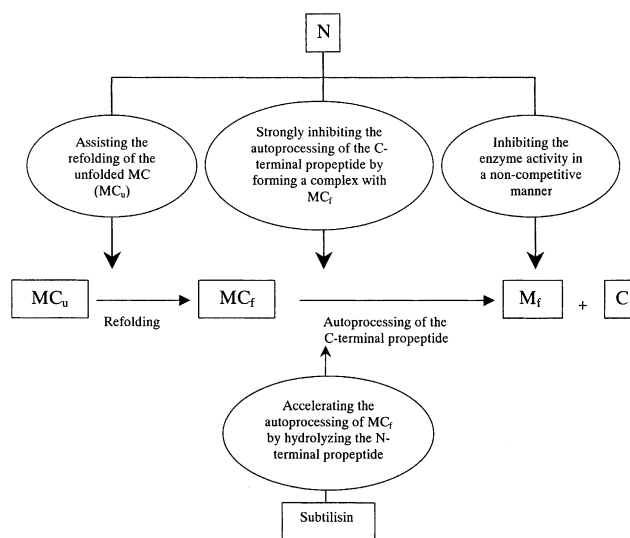 N
Assisting the
refolding of the
unfolded MC
(MCu)
Strongly inhibiting the
autoprocessing of the C-
terminal propeptide by
forming a complex with
MCf
Inhibiting the
enzyme activity in
a non-competitive
manner
MCu
Refolding
MCf
Autoprocessing of the
C-terminal propeptide
Mf
+
C
Accelerating the
autoprocessing of MCf
by hydrolyzing the N-
terminal propeptide
Subtilisin